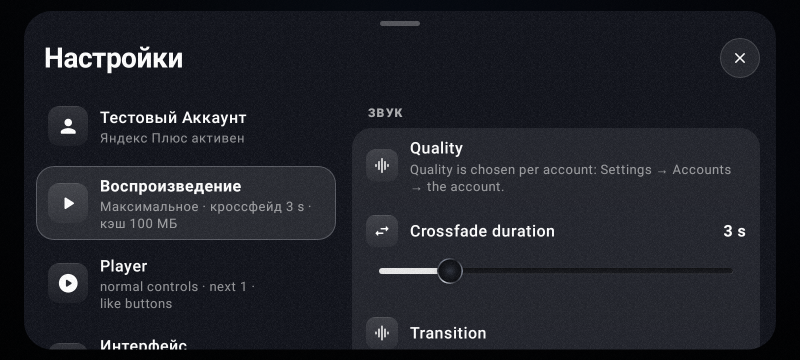 Настройки
Тестовый Аккаунт
Яндекс Плюс активен
Воспроизведение
Максимальное · кроссфейд 3 s ·
кэш 100 МБ
Player
normal controls · next 1 ·
like buttons
Интерфейс
ЗВУК
Quality
Quality is chosen per account: Settings → Accounts
→ the account.
Crossfade duration
3 s
Transition